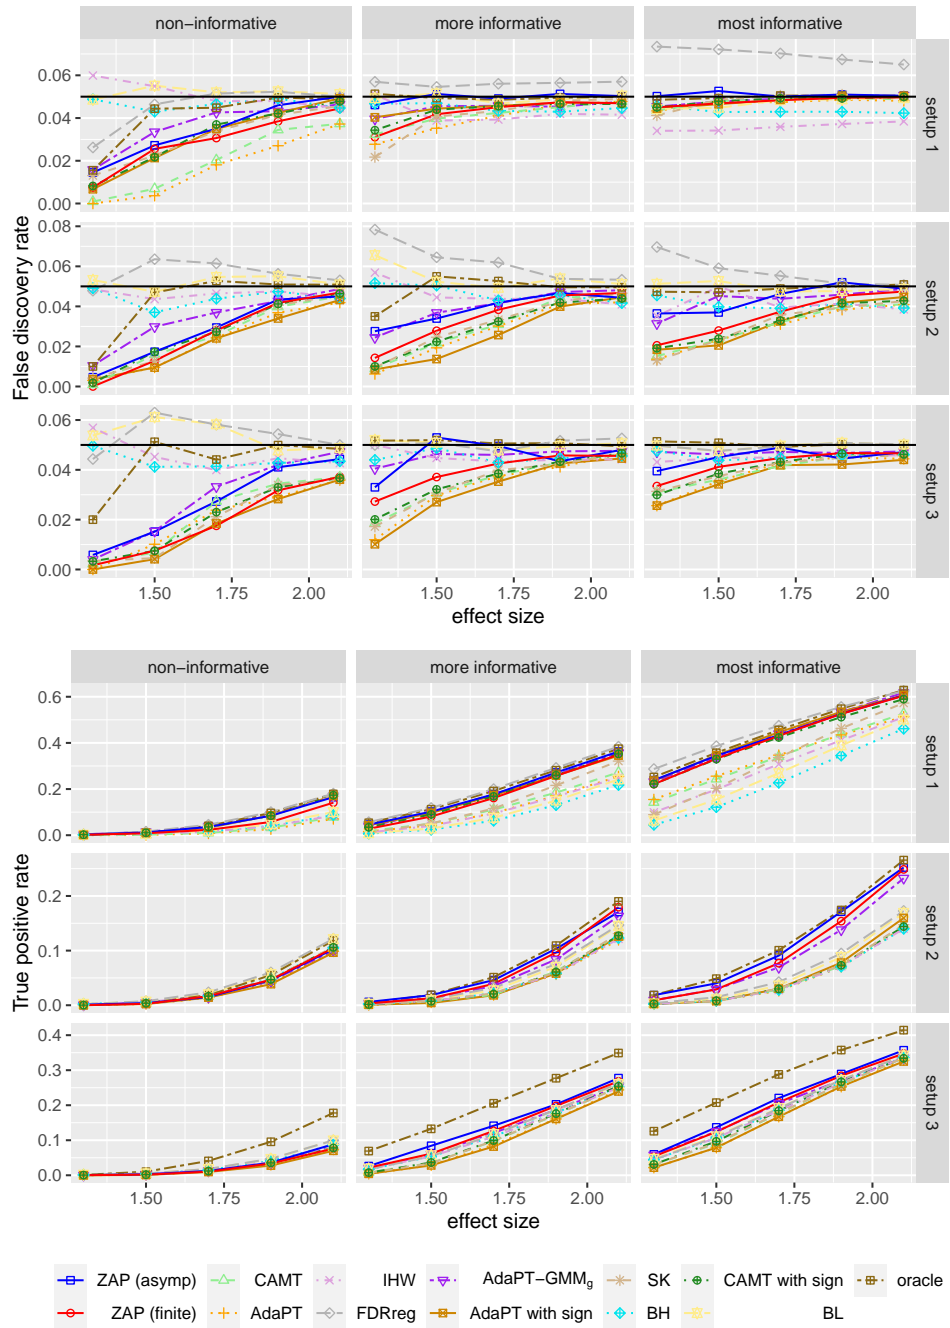 non−informative
more informative
most informative
0.06
0.04
0.02
0.00
setup 1
0.08
0.06
0.04
0.02
0.00
setup 2
0.06
0.04
0.02
0.00
setup 3
False discovery rate
1.50 1.75 2.00
1.50 1.75 2.00
1.50 1.75 2.00
effect size
non−informative
more informative
most informative
0.6
0.4
0.2
0.0
setup 1
0.2
0.1
0.0
setup 2
0.4
0.3
0.2
0.1
0.0
setup 3
True positive rate
1.50 1.75 2.00
1.50 1.75 2.00
1.50 1.75 2.00
effect size
ZAP (asymp) CAMT IHW AdaPT−GMMg SK CAMT with sign oracle
ZAP (finite) AdaPT FDRreg AdaPT with sign BH BL